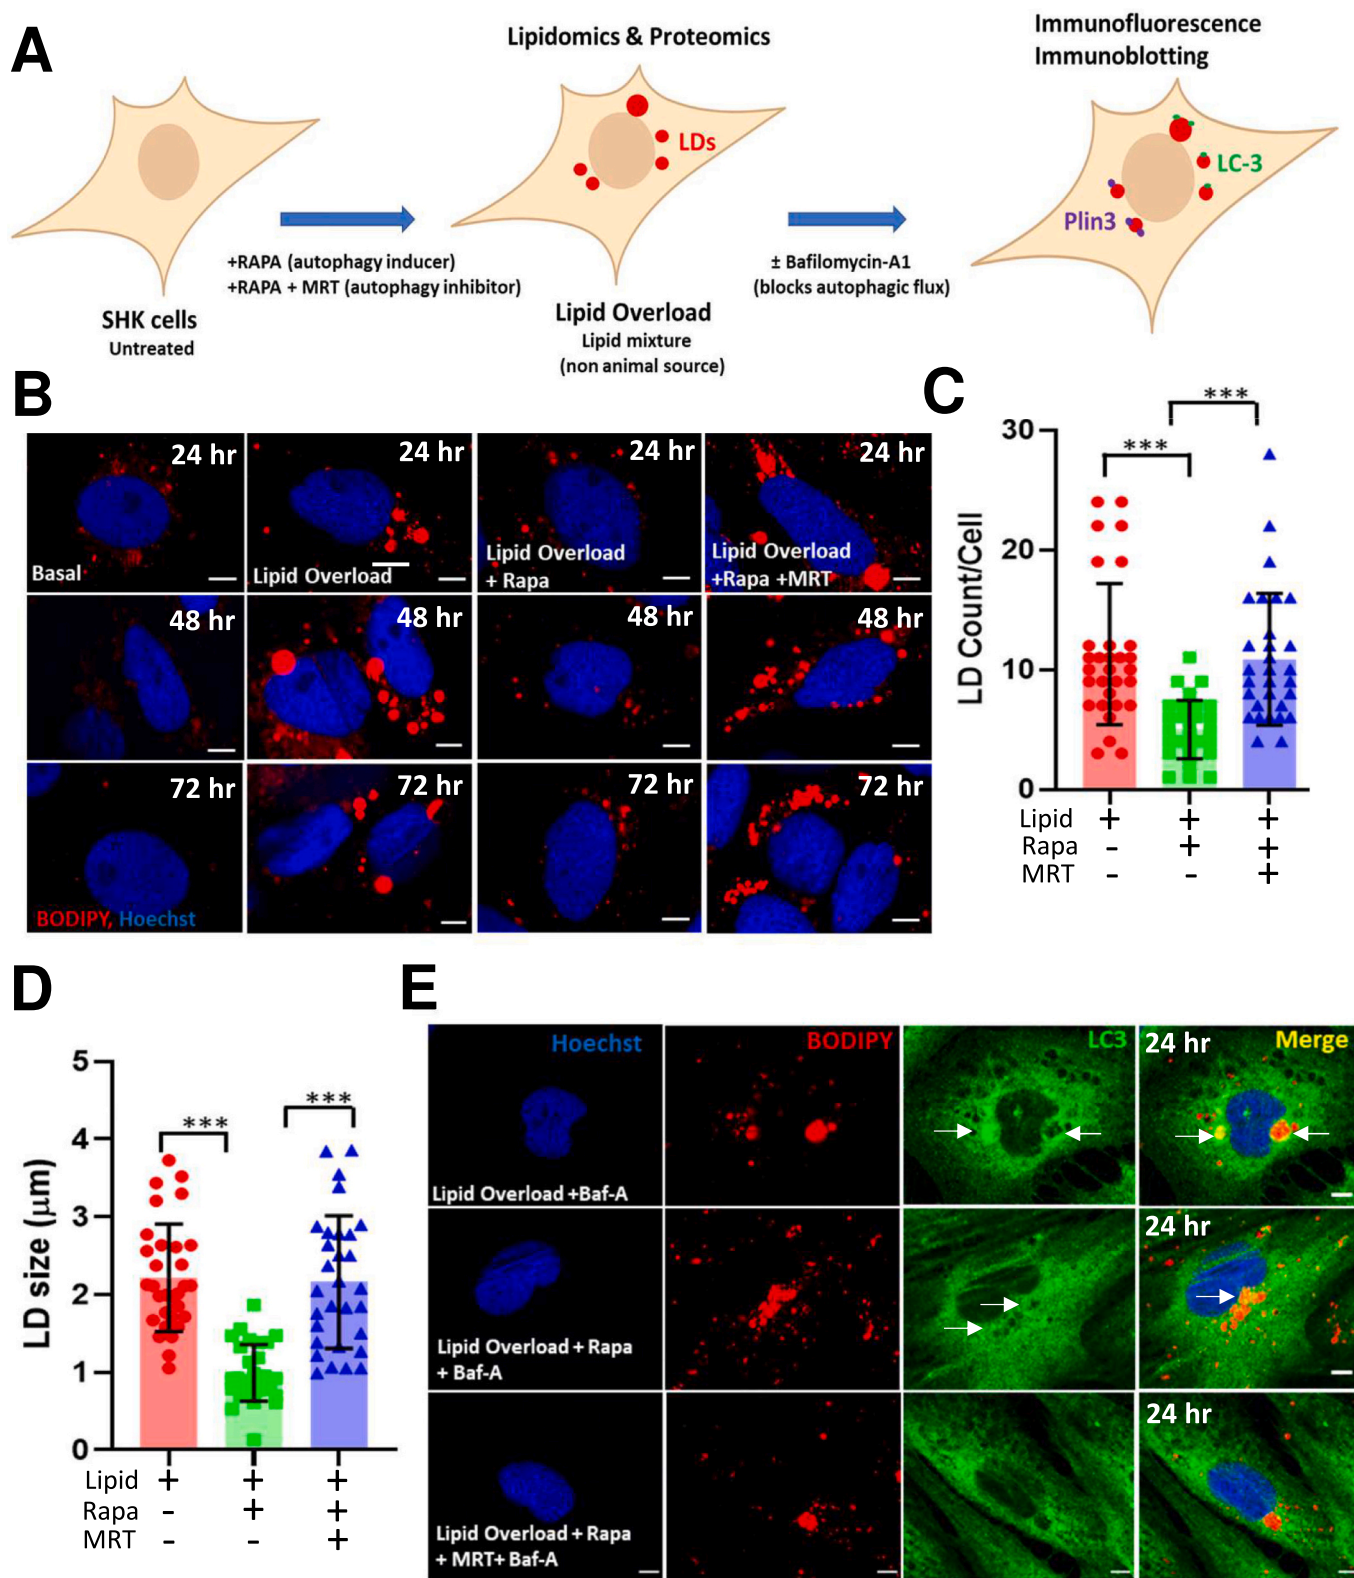 A
Lipidomics & Proteomics
Immunofluorescence
Immunoblotting
LDs
LC-3
Plin3
+RAPA (autophagy inducer)
+RAPA + MRT (autophagy inhibitor)
± Bafilomycin-A1
(blocks autophagic flux)
SHK cells
Untreated
Lipid Overload
Lipid mixture
(non animal source)
B
24 hr
24 hr
24 hr
24 hr
Basal
Lipid Overload
Lipid Overload
+ Rapa
Lipid Overload
+Rapa +MRT
48 hr
48 hr
48 hr
48 hr
72 hr
72 hr
72 hr
72 hr
BODIPY, Hoechst
C
***
***
30
20
10
0
LD Count/Cell
Lipid + + +
Rapa - + +
MRT - - +
D
5
4
3
2
1
0
LD size (μm)
***
***
Lipid + + +
Rapa - + +
MRT - - +
E
Hoechst
BODIPY
LC3
24 hr Merge
Lipid Overload +Baf-A
24 hr
Lipid Overload + Rapa
+ Baf-A
24 hr
Lipid Overload + Rapa
+ MRT+ Baf-A